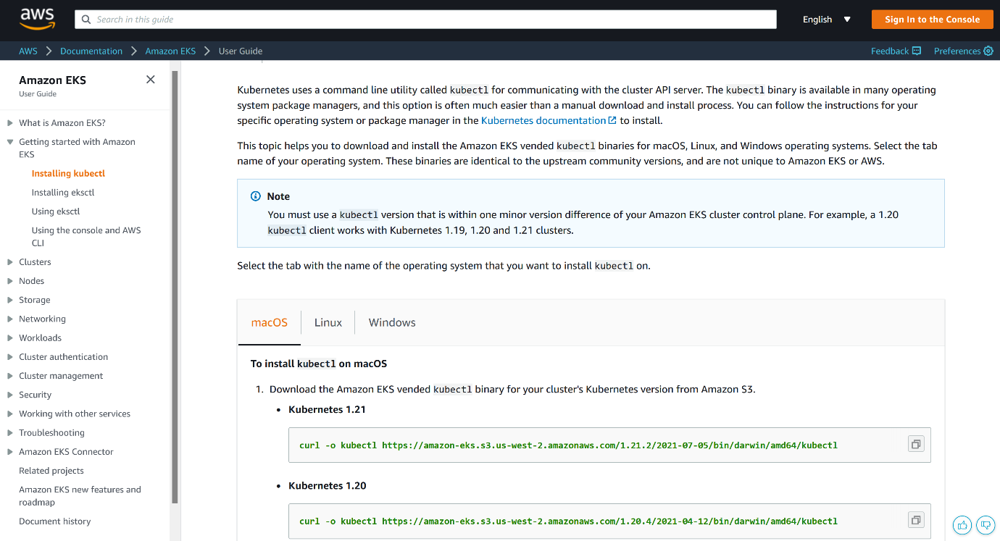 aws
Search in this guide
English
Sign In to the Console
AWS
Documentation
Amazon EKS
User Guide
Feedback
Preferences
Amazon EKS
User Guide
What is Amazon EKS?
Getting started with Amazon
EKS
Installing kubectl
Installing eksctl
Using eksctl
Using the console and AWS
CLI
Clusters
Nodes
Storage
Networking
Workloads
Cluster authentication
Cluster management
Security
Working with other services
Troubleshooting
Amazon EKS Connector
Related projects
Amazon EKS new features and
roadmap
Document history
Kubernetes uses a command line utility called kubectl for communicating with the cluster API server. The kubectl binary is available in many operating
system package managers, and this option is often much easier than a manual download and install process. You can follow the instructions for your
specific operating system or package manager in the Kubernetes documentation to install.
This topic helps you to download and install the Amazon EKS vended kubectl binaries for macOS, Linux, and Windows operating systems. Select the tab
name of your operating system. These binaries are identical to the upstream community versions, and are not unique to Amazon EKS or AWS.
Note
You must use a kubectl version that is within one minor version difference of your Amazon EKS cluster control plane. For example, a 1.20
kubectl client works with Kubernetes 1.19, 1.20 and 1.21 clusters.
Select the tab with the name of the operating system that you want to install kubectl on.
macOS
Linux
Windows
To install kubectl on macOS
1. Download the Amazon EKS vended kubectl binary for your cluster's Kubernetes version from Amazon S3.
• Kubernetes 1.21
curl -o kubectl https://amazon-eks.s3.us-west-2.amazonaws.com/1.21.2/2021-07-05/bin/darwin/amd64/kubectl
• Kubernetes 1.20
curl -o kubectl https://amazon-eks.s3.us-west-2.amazonaws.com/1.20.4/2021-04-12/bin/darwin/amd64/kubectl